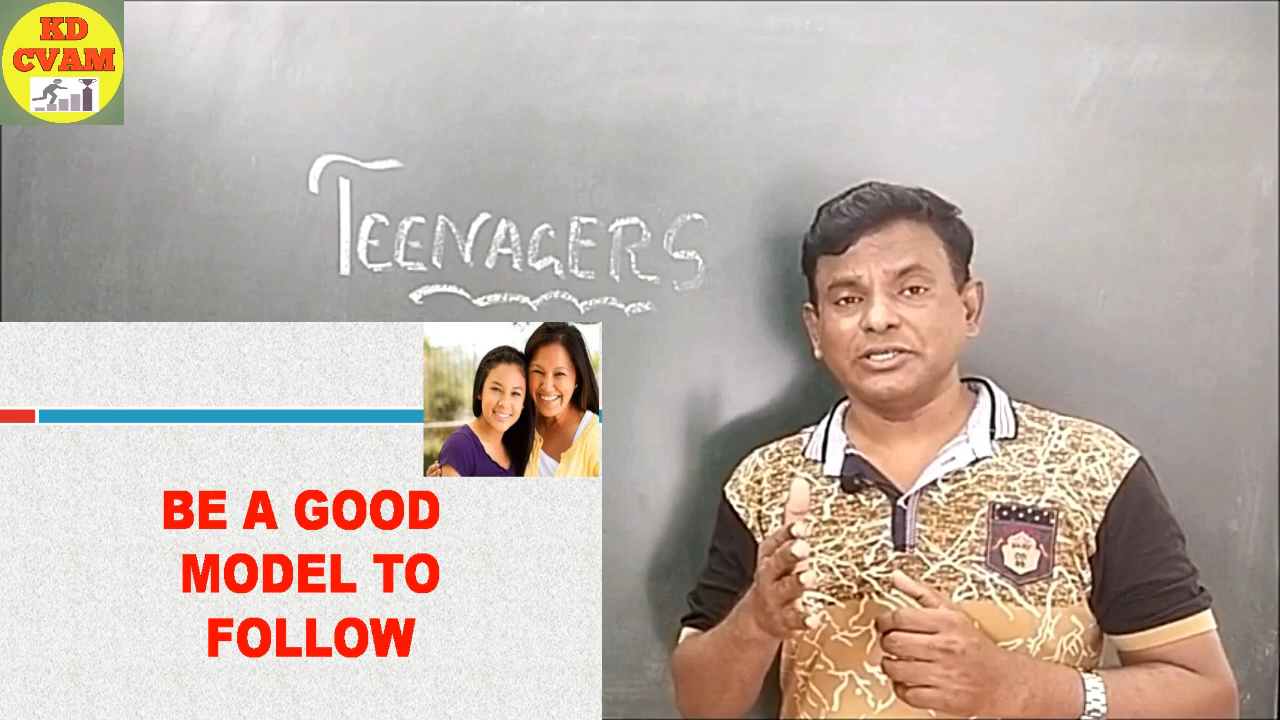 KD
CVAM
TEENAGERS
BE A GOOD
MODEL TO
FOLLOW